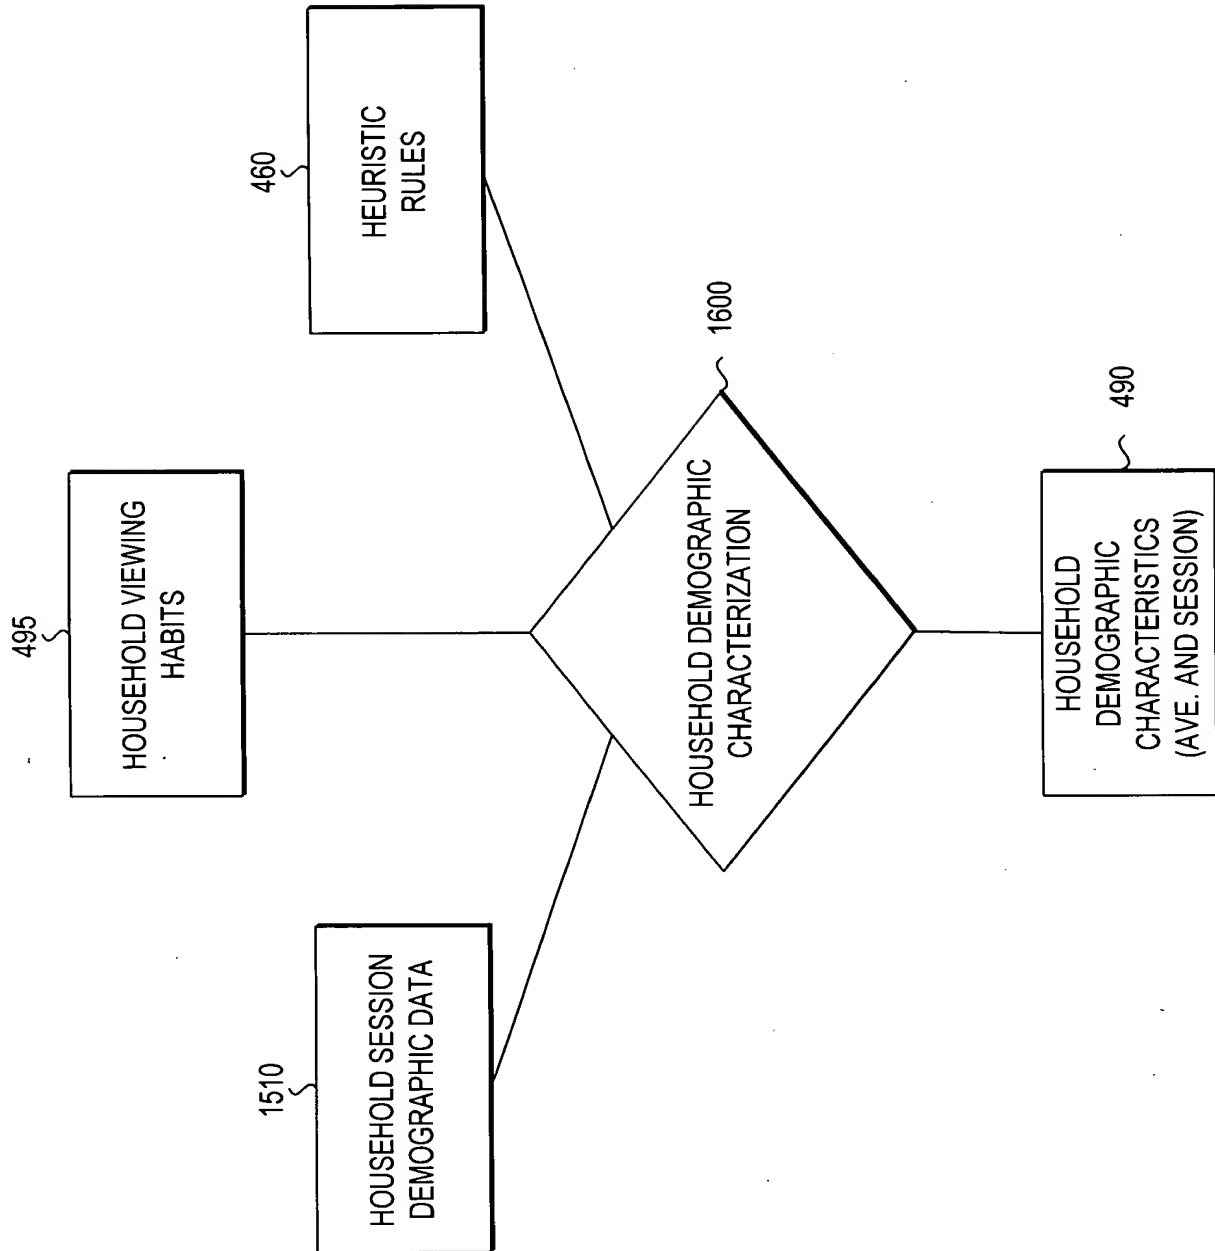 495
HOUSEHOLD VIEWING
HABITS
1510
HOUSEHOLD SESSION
DEMOGRAPHIC DATA
460
HEURISTIC
RULES
HOUSEHOLD DEMOGRAPHIC
CHARACTERIZATION
1600
HOUSEHOLD
DEMOGRAPHIC
CHARACTERISTICS
(AVE. AND SESSION)
490